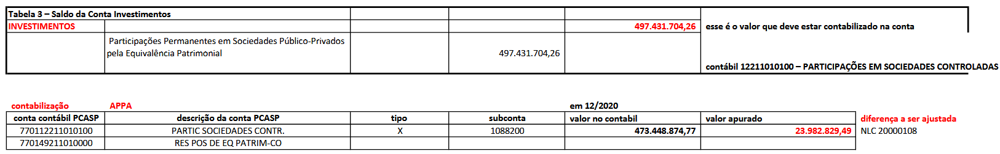 Tabela 3 – Saldo da Conta Investimentos
INVESTIMENTOS 497.431.704,26 esse é o valor que deve estar contabilizado na conta
Participações Permanentes em Sociedades Público-Privados
pela Equivalência Patrimonial 497.431.704,26
contábil 12211010100 – PARTICIPAÇÕES EM SOCIEDADES CONTROLADAS
contabilização APPA em 12/2020
conta contábil PCASP descrição da conta PCASP tipo subconta valor no contabil valor apurado diferença a ser ajustada
770112211010100 PARTIC SOCIEDADES CONTR. X 1088200 473.448.874,77 23.982.829,49 NLC 20000108
770149211010000 RES POS DE EQ PATRIM-CO